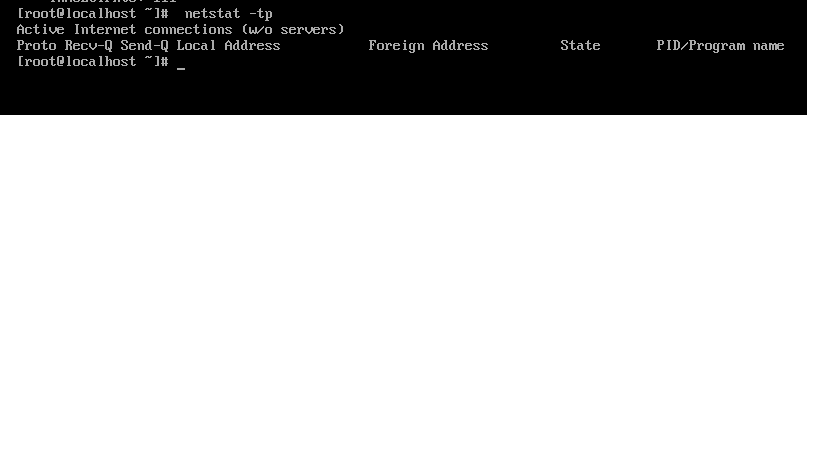 [root@localhost ~]#  netstat -tp
Active Internet connections (w/o servers)
Proto Recv-Q Send-Q Local Address           Foreign Address         State       PID/Program name
[root@localhost ~]# _